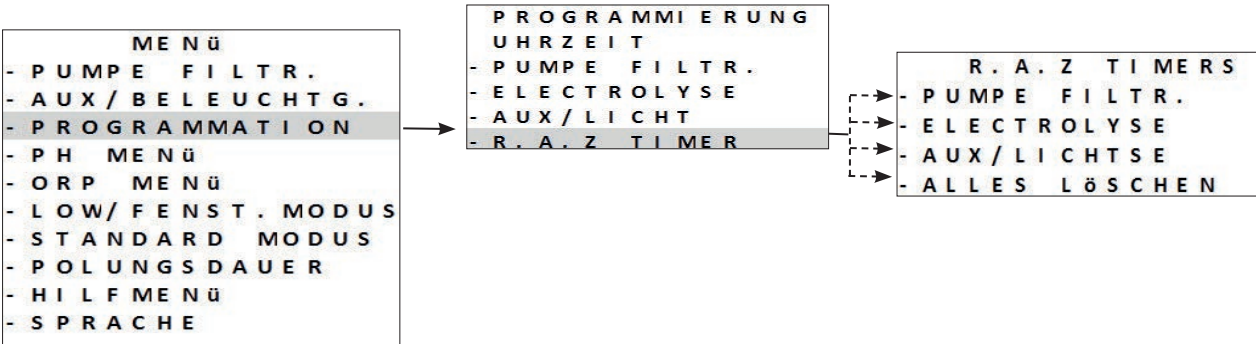 MENü
- PUMPE FILTR.
- AUX/BELEUCHTG.
- PROGRAMMATION
- PH MENü
- ORP MENü
- LOW/FENST. MODUS
- STANDARD MODUS
- POLUNGSDAUER
- HILFMENü
- SPRACHE
PROGRAMMIERUNG
UHRZEIT
- PUMPE FILTR.
- ELECTROLYSE
- AUX/LICHT
- R.A.Z TIMER
R.A.Z TIMERS
- PUMPE FILTR.
- ELECTROLYSE
- AUX/LICHTSE
- ALLES LöSCHEN